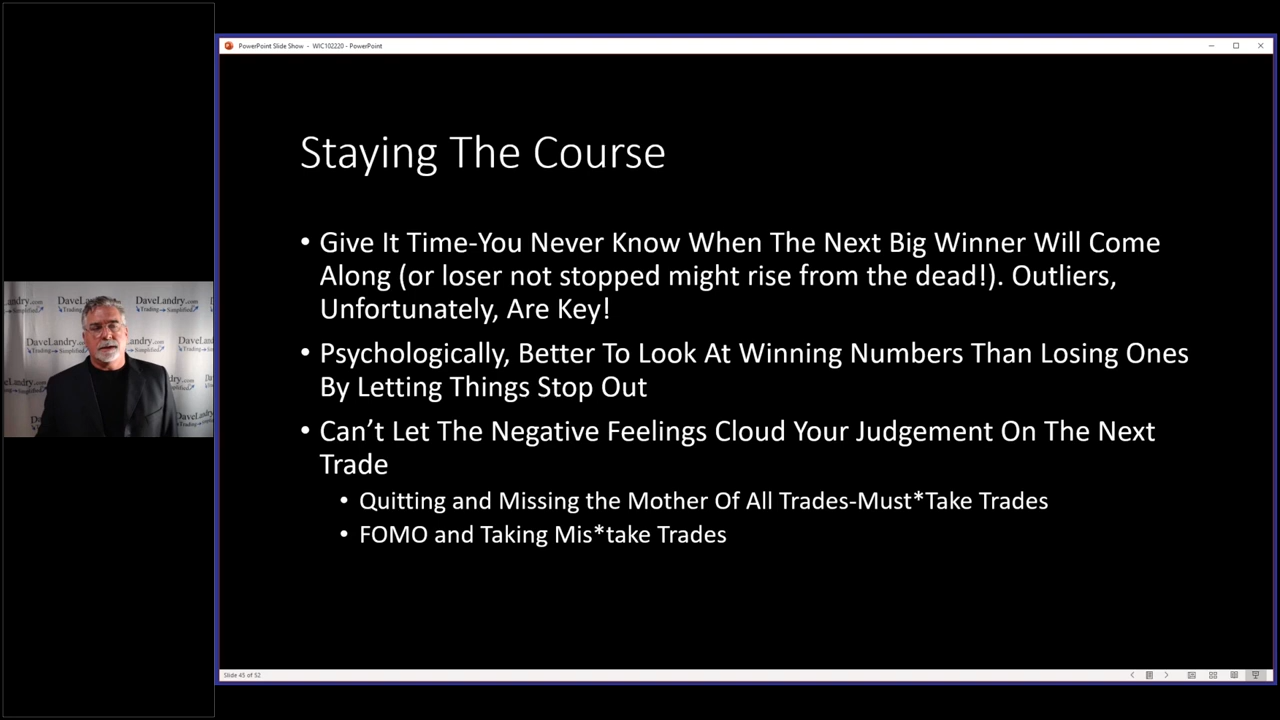 PowerPoint Slide Show - WIC102220 - PowerPoint
Staying The Course
• Give It Time-You Never Know When The Next Big Winner Will Come
Along (or loser not stopped might rise from the dead!). Outliers,
Unfortunately, Are Key!
• Psychologically, Better To Look At Winning Numbers Than Losing Ones
By Letting Things Stop Out
• Can't Let The Negative Feelings Cloud Your Judgement On The Next
Trade
• Quitting and Missing the Mother Of All Trades-Must*Take Trades
• FOMO and Taking Mis*take Trades
DaveLandry.com
DaveLandry.com
DaveLandry.com
Slide 45 of 52